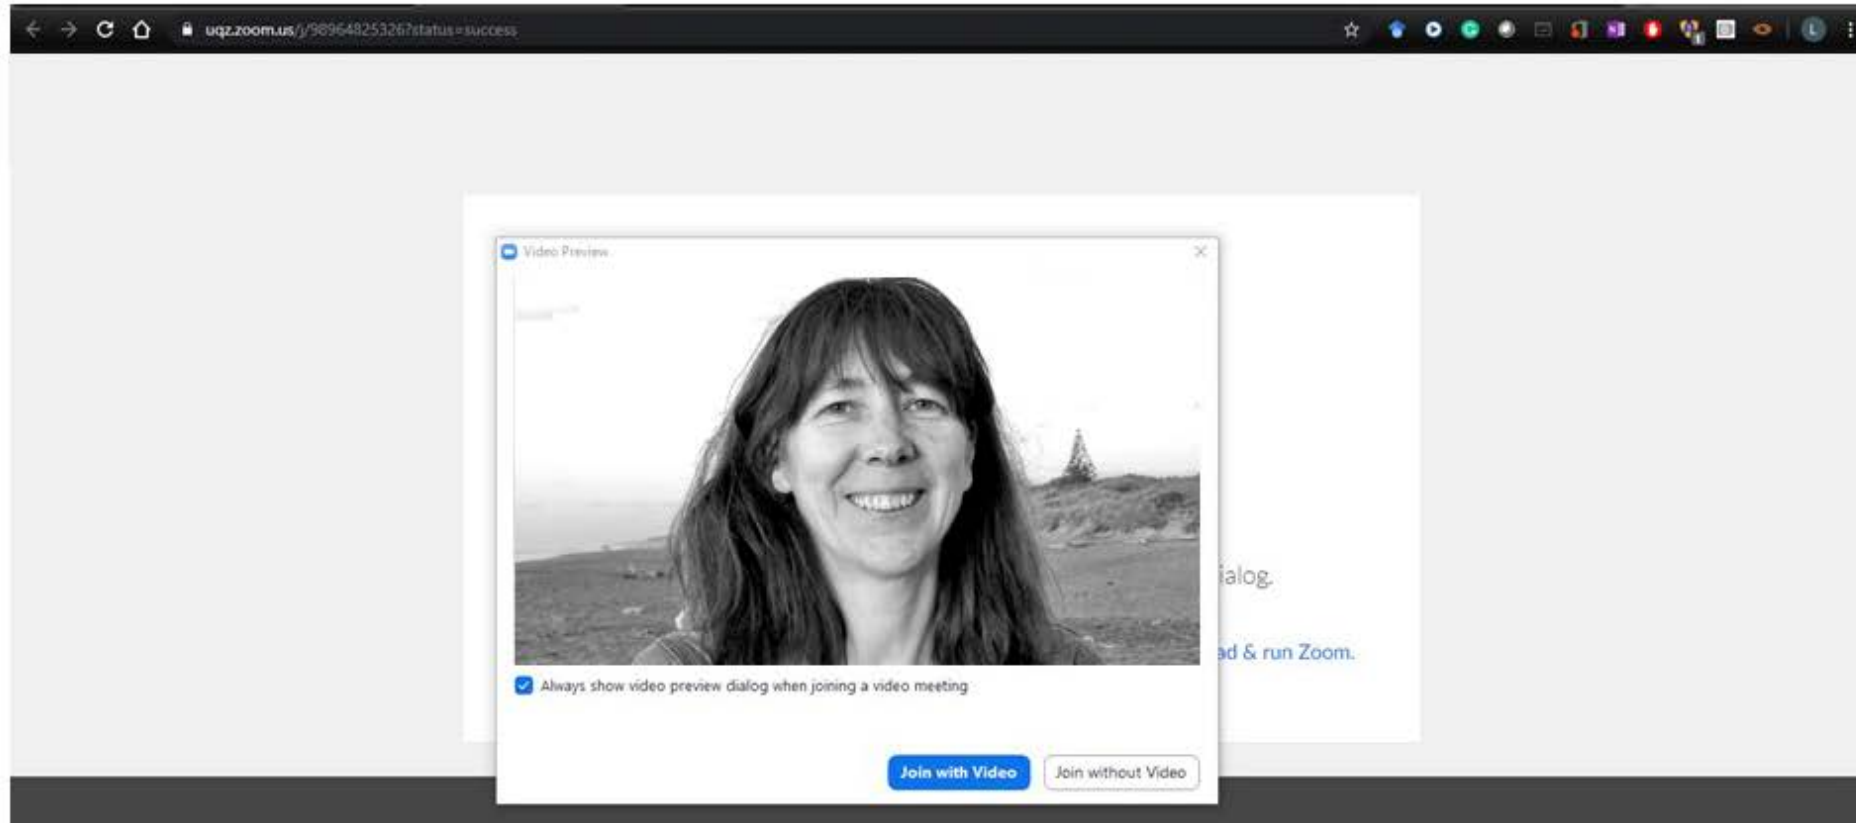 uqz.zoom.us/j/98964825326?status=success
L
Video Preview
ialog.
ad & run Zoom.
Always show video preview dialog when joining a video meeting
Join with Video
Join without Video